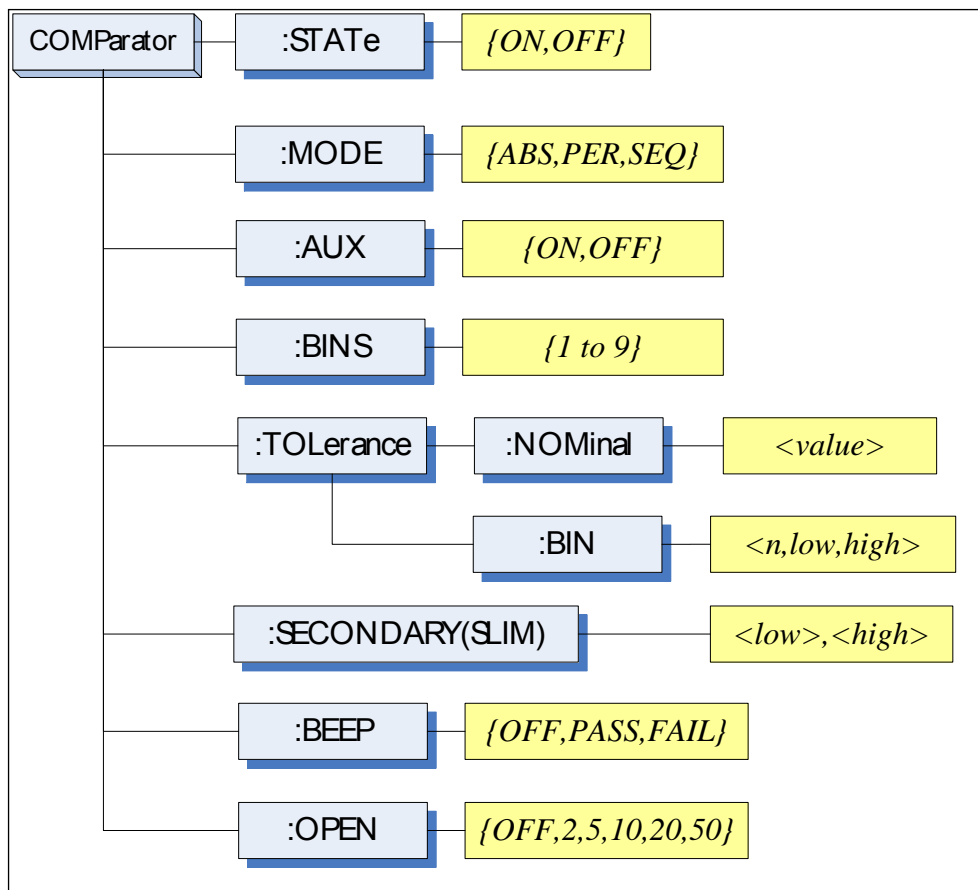 COMParator :STATe {ON,OFF}
:MODE {ABS,PER,SEQ}
:AUX {ON,OFF}
:BINS {1 to 9}
:TOLerance :NOMinal <value>
:BIN <n,low,high>
:SECONDARY(SLIM) <low>,<high>
:BEEP {OFF,PASS,FAIL}
:OPEN {OFF,2,5,10,20,50}